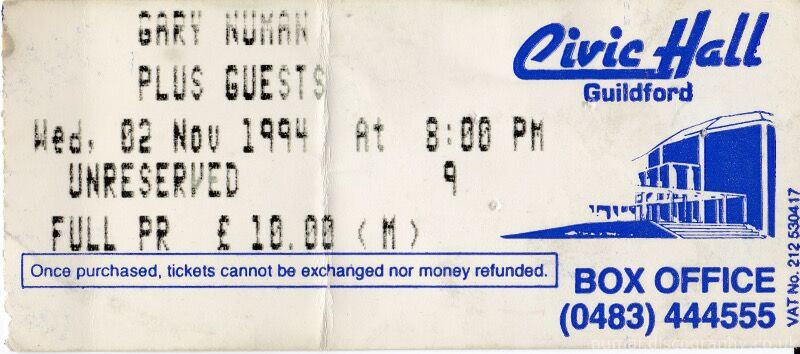 GARY NUMAN
PLUS GUESTS
Wed, 02 Nov 1994 At 8:00 PM
UNRESERVED 9
FULL PR £ 10.00 ( M )
Once purchased, tickets cannot be exchanged nor money refunded.
Civic Hall
Guildford
BOX OFFICE
(0483) 444555
VAT No. 212 530417